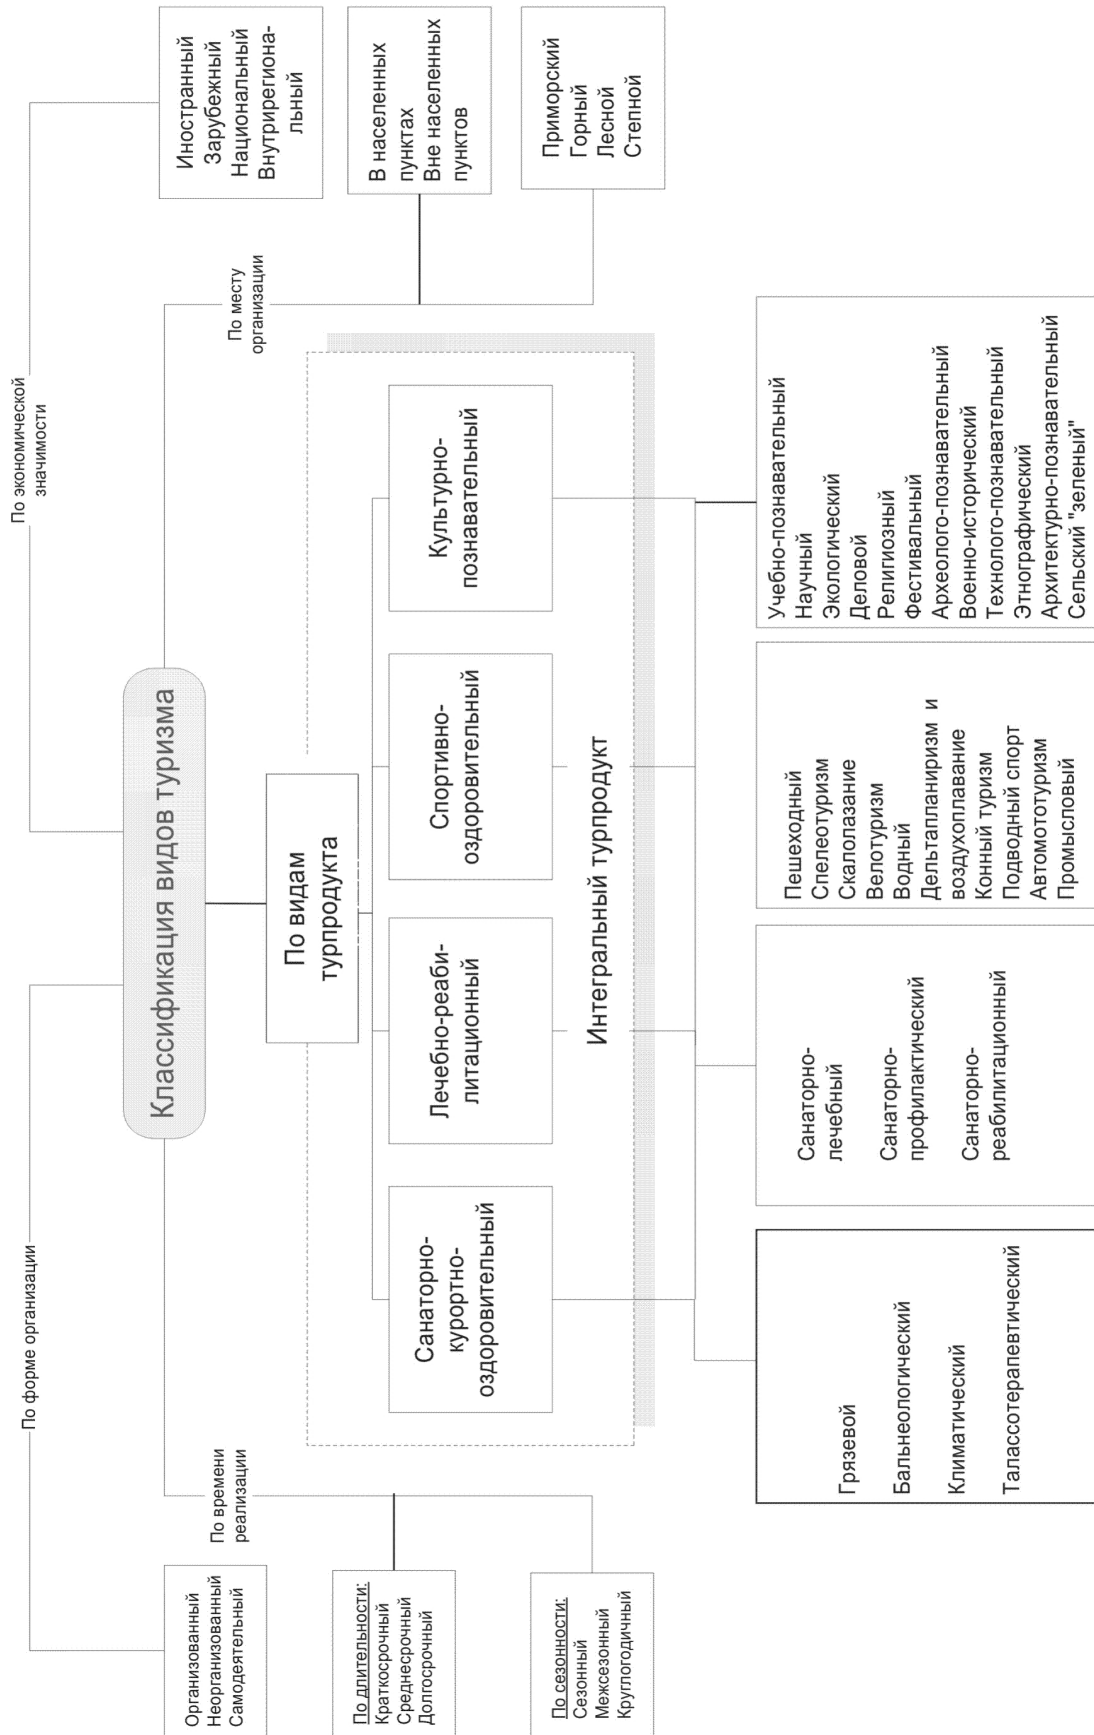 Классификация видов туризма
По форме организации
По экономической
значимости
Организованный
Неорганизованный
Самодеятельный
По времени
реализации
По длительности:
Краткосрочный
Среднесрочный
Долгосрочный
По сезонности:
Сезонный
Межсезонный
Круглогодичный
По видам
турпродукта
Санаторно-
курортно-
оздоровительный
Лечебно-реаби-
литационный
Спортивно-
оздоровительный
Культурно-
познавательный
Интегральный турпродукт
По месту
организации
Иностранный
Зарубежный
Национальный
Внутрирегиона-
льный
В населенных
пунктах
Вне населенных
пунктов
Приморский
Горный
Лесной
Степной
Грязевой
Бальнеологический
Климатический
Талассотерапевтический
Санаторно-
лечебный
Санаторно-
профилактический
Санаторно-
реабилитационный
Пешеходный
Спелеотуризм
Скалолазание
Велотуризм
Водный
Дельтапланиризм и
воздухоплавание
Конный туризм
Подводный спорт
Автомототуризм
Промысловый
Учебно-познавательный
Научный
Экологический
Деловой
Религиозный
Фестивальный
Археолого-познавательный
Военно-исторический
Технолого-познавательный
Этнографический
Архитектурно-познавательный
Сельский "зеленый"